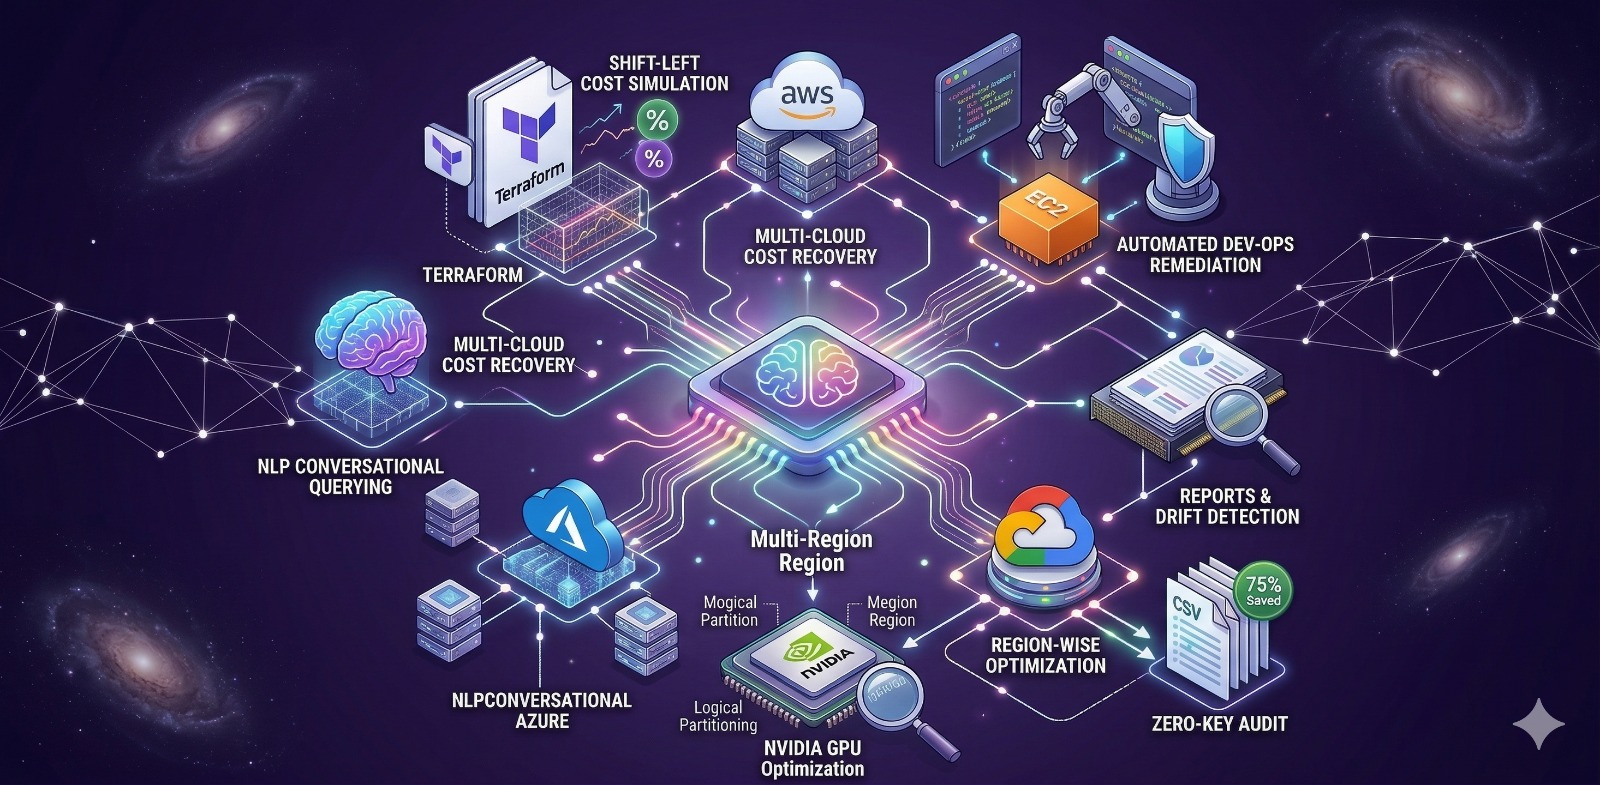 SHIFT-LEFT
COST SIMULATION
%
%
Terraform
TERRAFORM
aws
MULTI-CLOUD
COST RECOVERY
EC2
AUTOMATED DEV-OPS
REMEDIATION
MULTI-CLOUD
COST RECOVERY
NLP CONVERSATIONAL
QUERYING
REPORTS &
DRIFT DETECTION
Multi-Region
Region
Mogical
Partition
Megion
Region
NVIDIA
Logical
Partitioning
NVIDIA GPU
Optimization
NLPCONVERSATIONAL
AZURE
REGION-WISE
OPTIMIZATION
CSV
75%
Saved
ZERO-KEY AUDIT